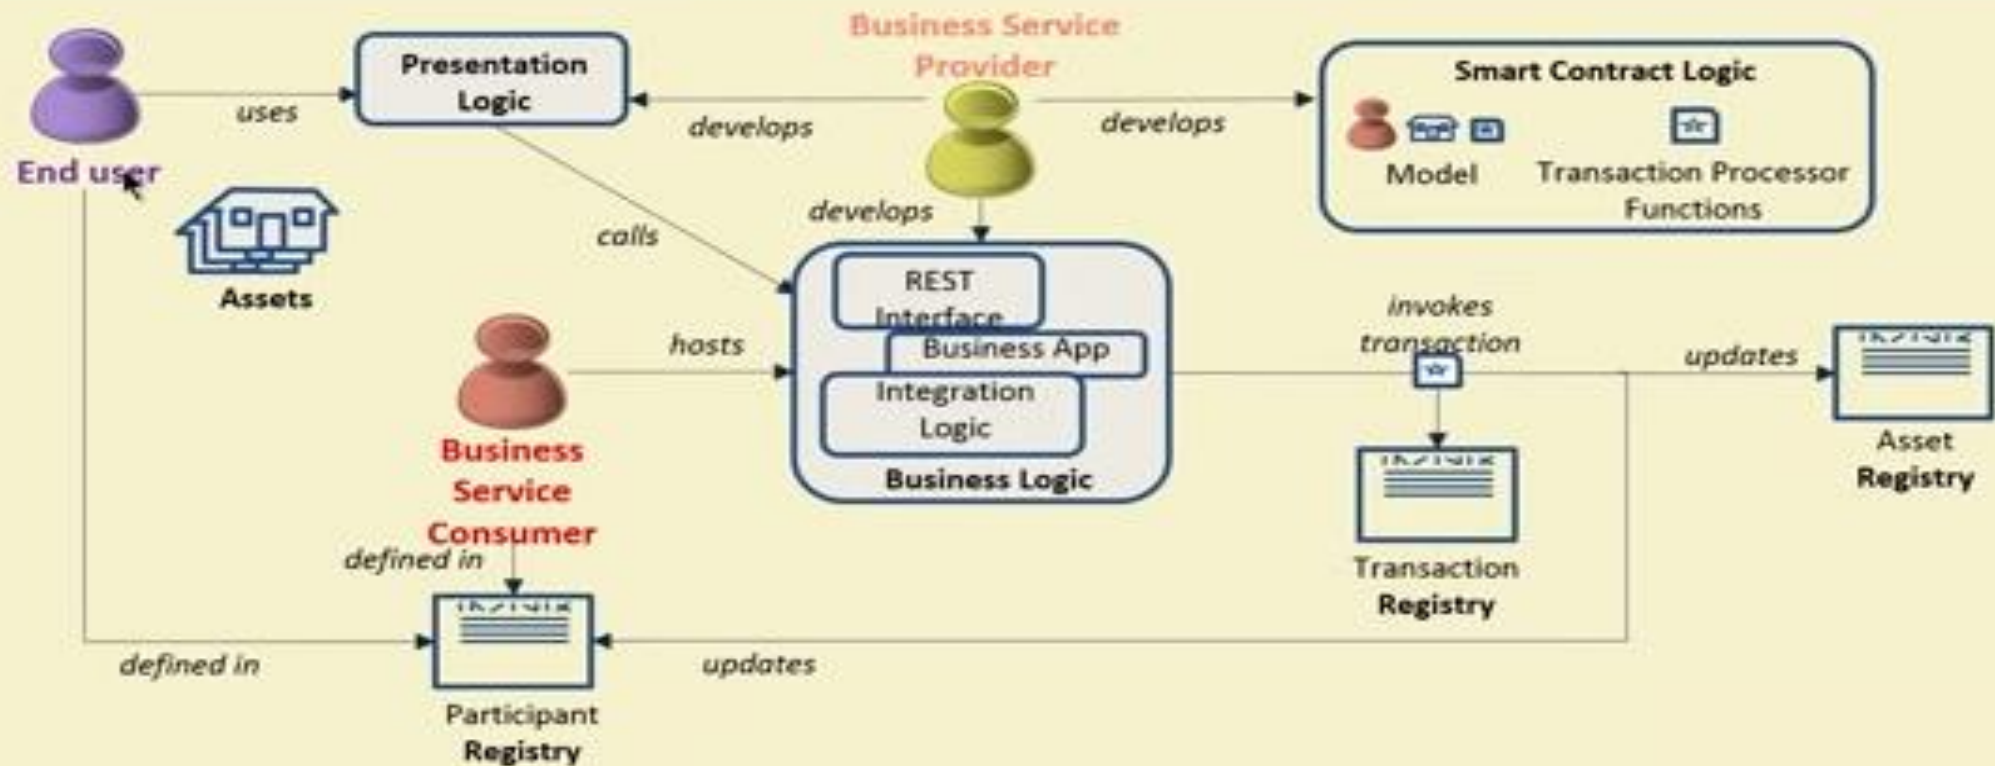 Business Service
Provider
Presentation
Logic
Smart Contract Logic
uses
develops
develops
End user
Model
Transaction Processor
Functions
develops
calls
Assets
REST
Interface
invokes
transaction
hosts
Business App
updates
Integration
Logic
Business
Service
Consumer
Business Logic
Asset
Registry
defined in
Transaction
Registry
defined in
updates
Participant
Registry